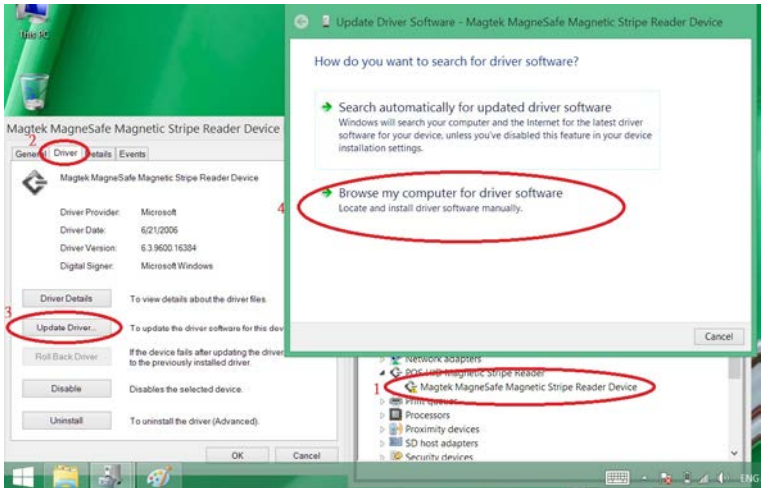 This PC
Update Driver Software - Magtek MagneSafe Magnetic Stripe Reader Device
How do you want to search for driver software?
Search automatically for updated driver software
Windows will search your computer and the Internet for the latest driver
software for your device, unless you've disabled this feature in your device
installation settings.
4
Browse my computer for driver software
Locate and install driver software manually.
Cancel
Magtek MagneSafe Magnetic Stripe Reader Device
2
General Driver Details Events
Magtek MagneSafe Magnetic Stripe Reader Device
Driver Provider: Microsoft
Driver Date: 6/21/2006
Driver Version: 6.3.9600.16384
Digital Signer: Microsoft Windows
Driver Details To view details about the driver files.
3
Update Driver... To update the driver software for this dev
Roll Back Driver If the device fails after updating the driver
to the previously installed driver.
Disable Disables the selected device.
Uninstall To uninstall the driver (Advanced).
OK Cancel
Network adapters
POS HID Magnetic Stripe Reader
1
Magtek MagneSafe Magnetic Stripe Reader Device
Print queues
Processors
Proximity devices
SD host adapters
Security devices
ENG